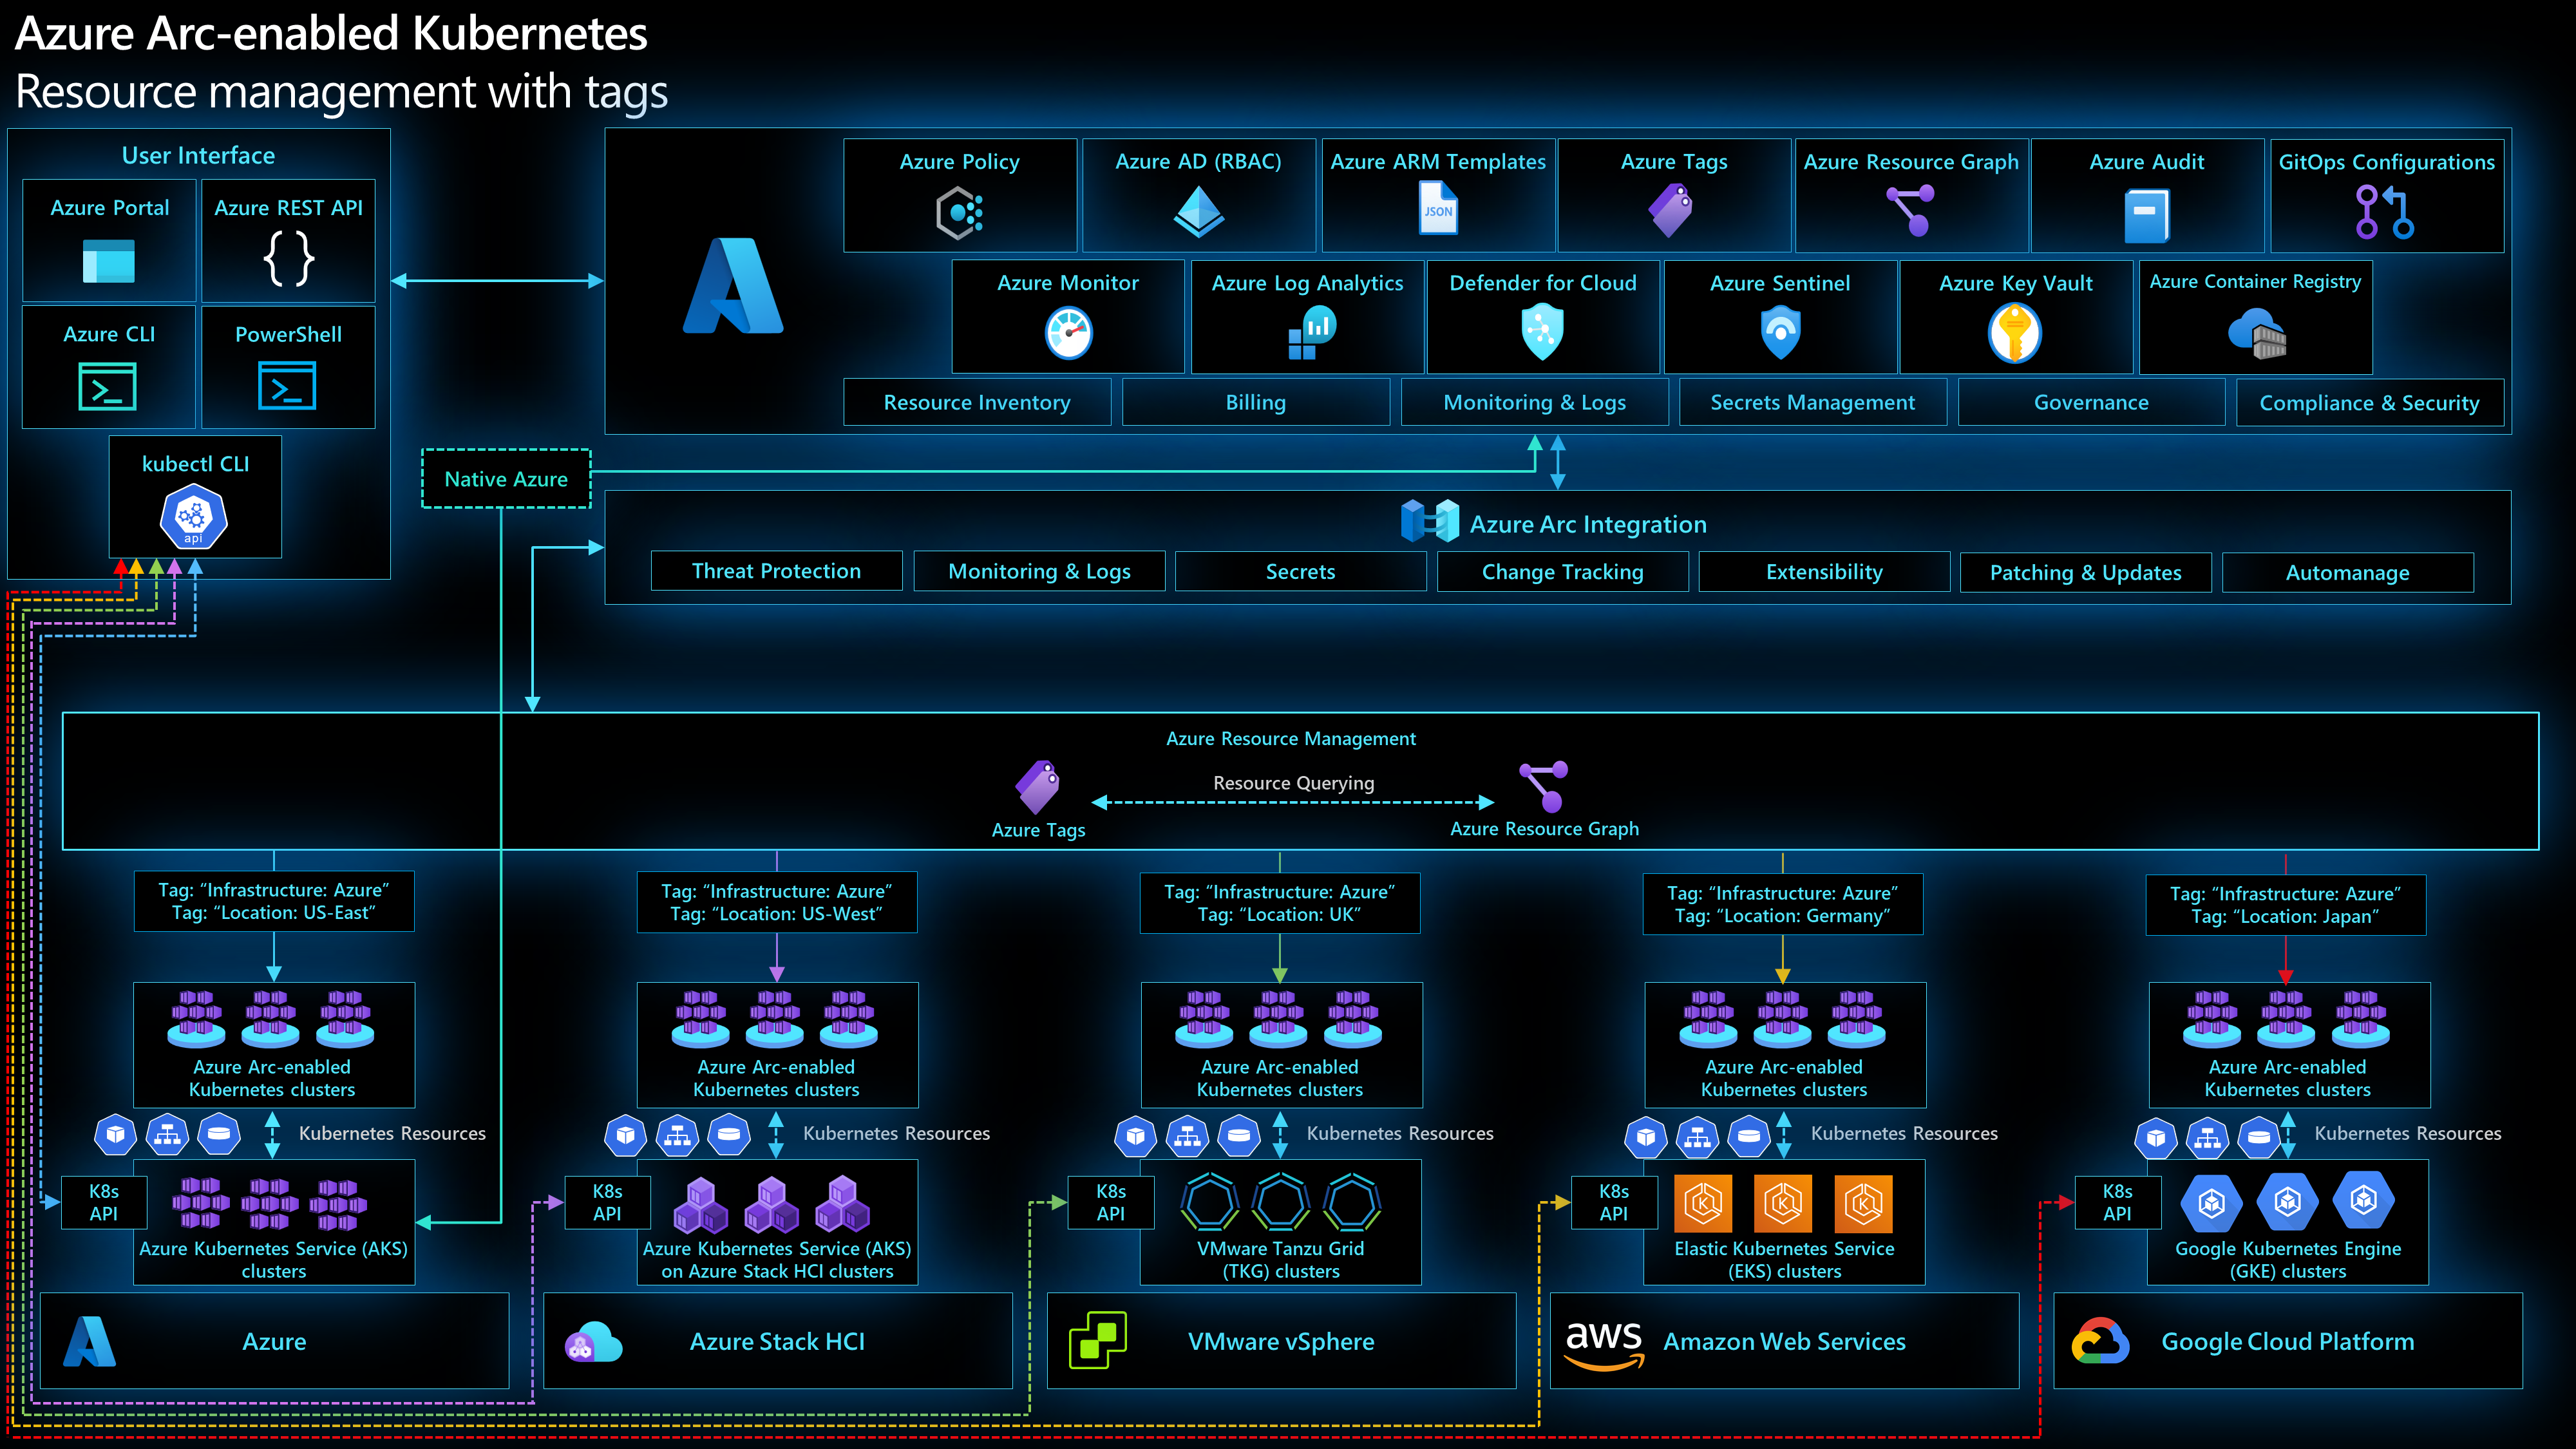 Azure Arc-enabled Kubernetes
Resource management with tags
User Interface
Azure Portal
Azure REST API
Azure CLI
PowerShell
kubectl CLI
api
Azure Policy
Azure AD (RBAC)
Azure ARM Templates
JSON
Azure Tags
Azure Resource Graph
Azure Audit
GitOps Configurations
Azure Monitor
Azure Log Analytics
Defender for Cloud
Azure Sentinel
Azure Key Vault
Azure Container Registry
Resource Inventory
Billing
Monitoring & Logs
Secrets Management
Governance
Compliance & Security
Native Azure
Azure Arc Integration
Threat Protection
Monitoring & Logs
Secrets
Change Tracking
Extensibility
Patching & Updates
Automanage
Azure Resource Management
Resource Querying
Azure Tags
Azure Resource Graph
Tag: “Infrastructure: Azure”
Tag: “Location: US-East”
Tag: “Infrastructure: Azure”
Tag: “Location: US-West”
Tag: “Infrastructure: Azure”
Tag: “Location: UK”
Tag: “Infrastructure: Azure”
Tag: “Location: Germany”
Tag: “Infrastructure: Azure”
Tag: “Location: Japan”
Azure Arc-enabled
Kubernetes clusters
Azure Arc-enabled
Kubernetes clusters
Azure Arc-enabled
Kubernetes clusters
Azure Arc-enabled
Kubernetes clusters
Azure Arc-enabled
Kubernetes clusters
Kubernetes Resources
Kubernetes Resources
Kubernetes Resources
Kubernetes Resources
Kubernetes Resources
K8s
API
Azure Kubernetes Service (AKS)
clusters
K8s
API
Azure Kubernetes Service (AKS)
on Azure Stack HCI clusters
K8s
API
VMware Tanzu Grid
(TKG) clusters
K8s
API
K
K
K
Elastic Kubernetes Service
(EKS) clusters
K8s
API
Google Kubernetes Engine
(GKE) clusters
Azure
Azure Stack HCI
VMware vSphere
aws
Amazon Web Services
Google Cloud Platform